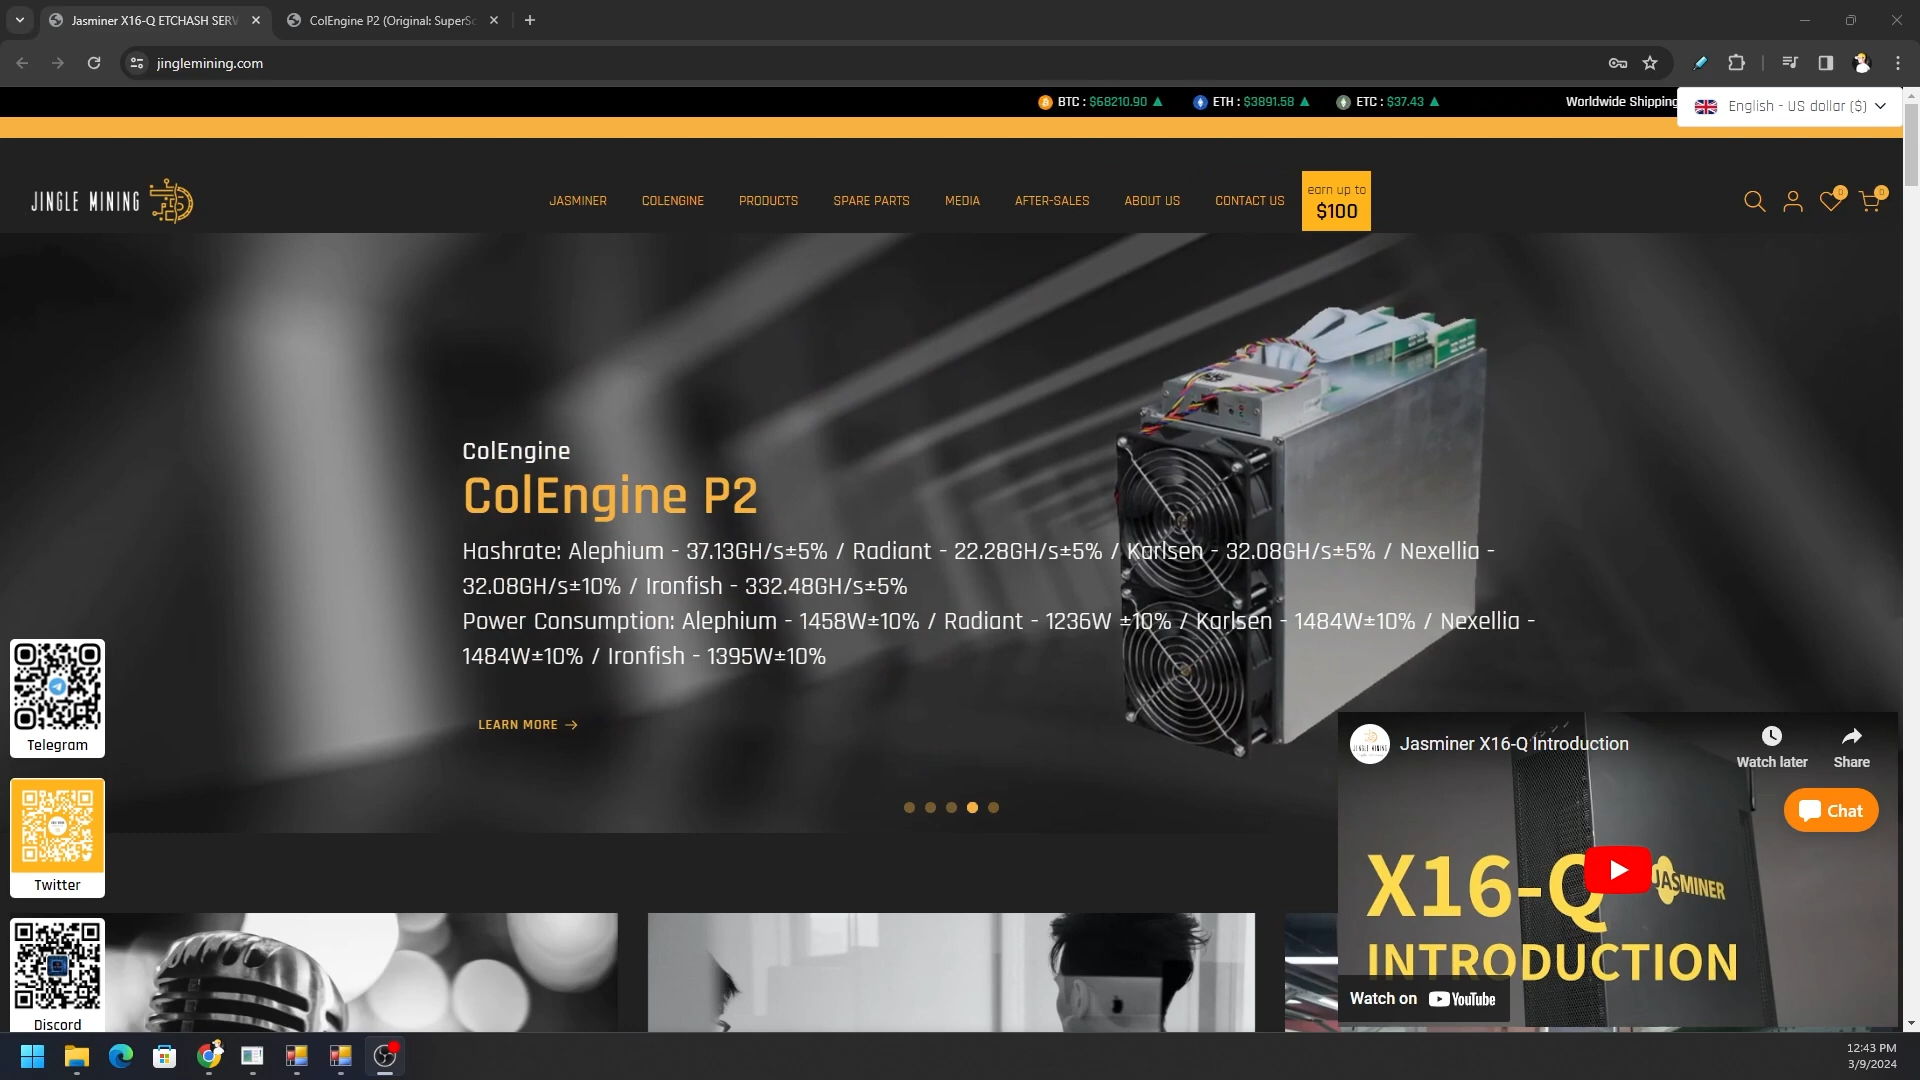 Jasminer X16-Q ETCHASH SERV
ColEngine P2 (Original: SuperSc
jinglemining.com
BTC : $68210.90
ETH : $3891.58
ETC : $37.43
Worldwide Shipping
English - US dollar ($)
JINGLE MINING
JASMINER
COLENGINE
PRODUCTS
SPARE PARTS
MEDIA
AFTER-SALES
ABOUT US
CONTACT US
earn up to
$100
0
0
ColEngine
ColEngine P2
Hashrate: Alephium - 37.13GH/s±5% / Radiant - 22.28GH/s±5% / Karlsen - 32.08GH/s±5% / Nexellia -
32.08GH/s±10% / Ironfish - 332.48GH/s±5%
Power Consumption: Alephium - 1458W±10% / Radiant - 1236W ±10% / Karlsen - 1484W±10% / Nexellia -
1484W±10% / Ironfish - 1395W±10%
LEARN MORE →
Telegram
Twitter
Discord
Jasminer X16-Q Introduction
Watch later
Share
Chat
X16-Q
JASMINER
INTRODUCTION
Watch on YouTube
12:43 PM
3/9/2024